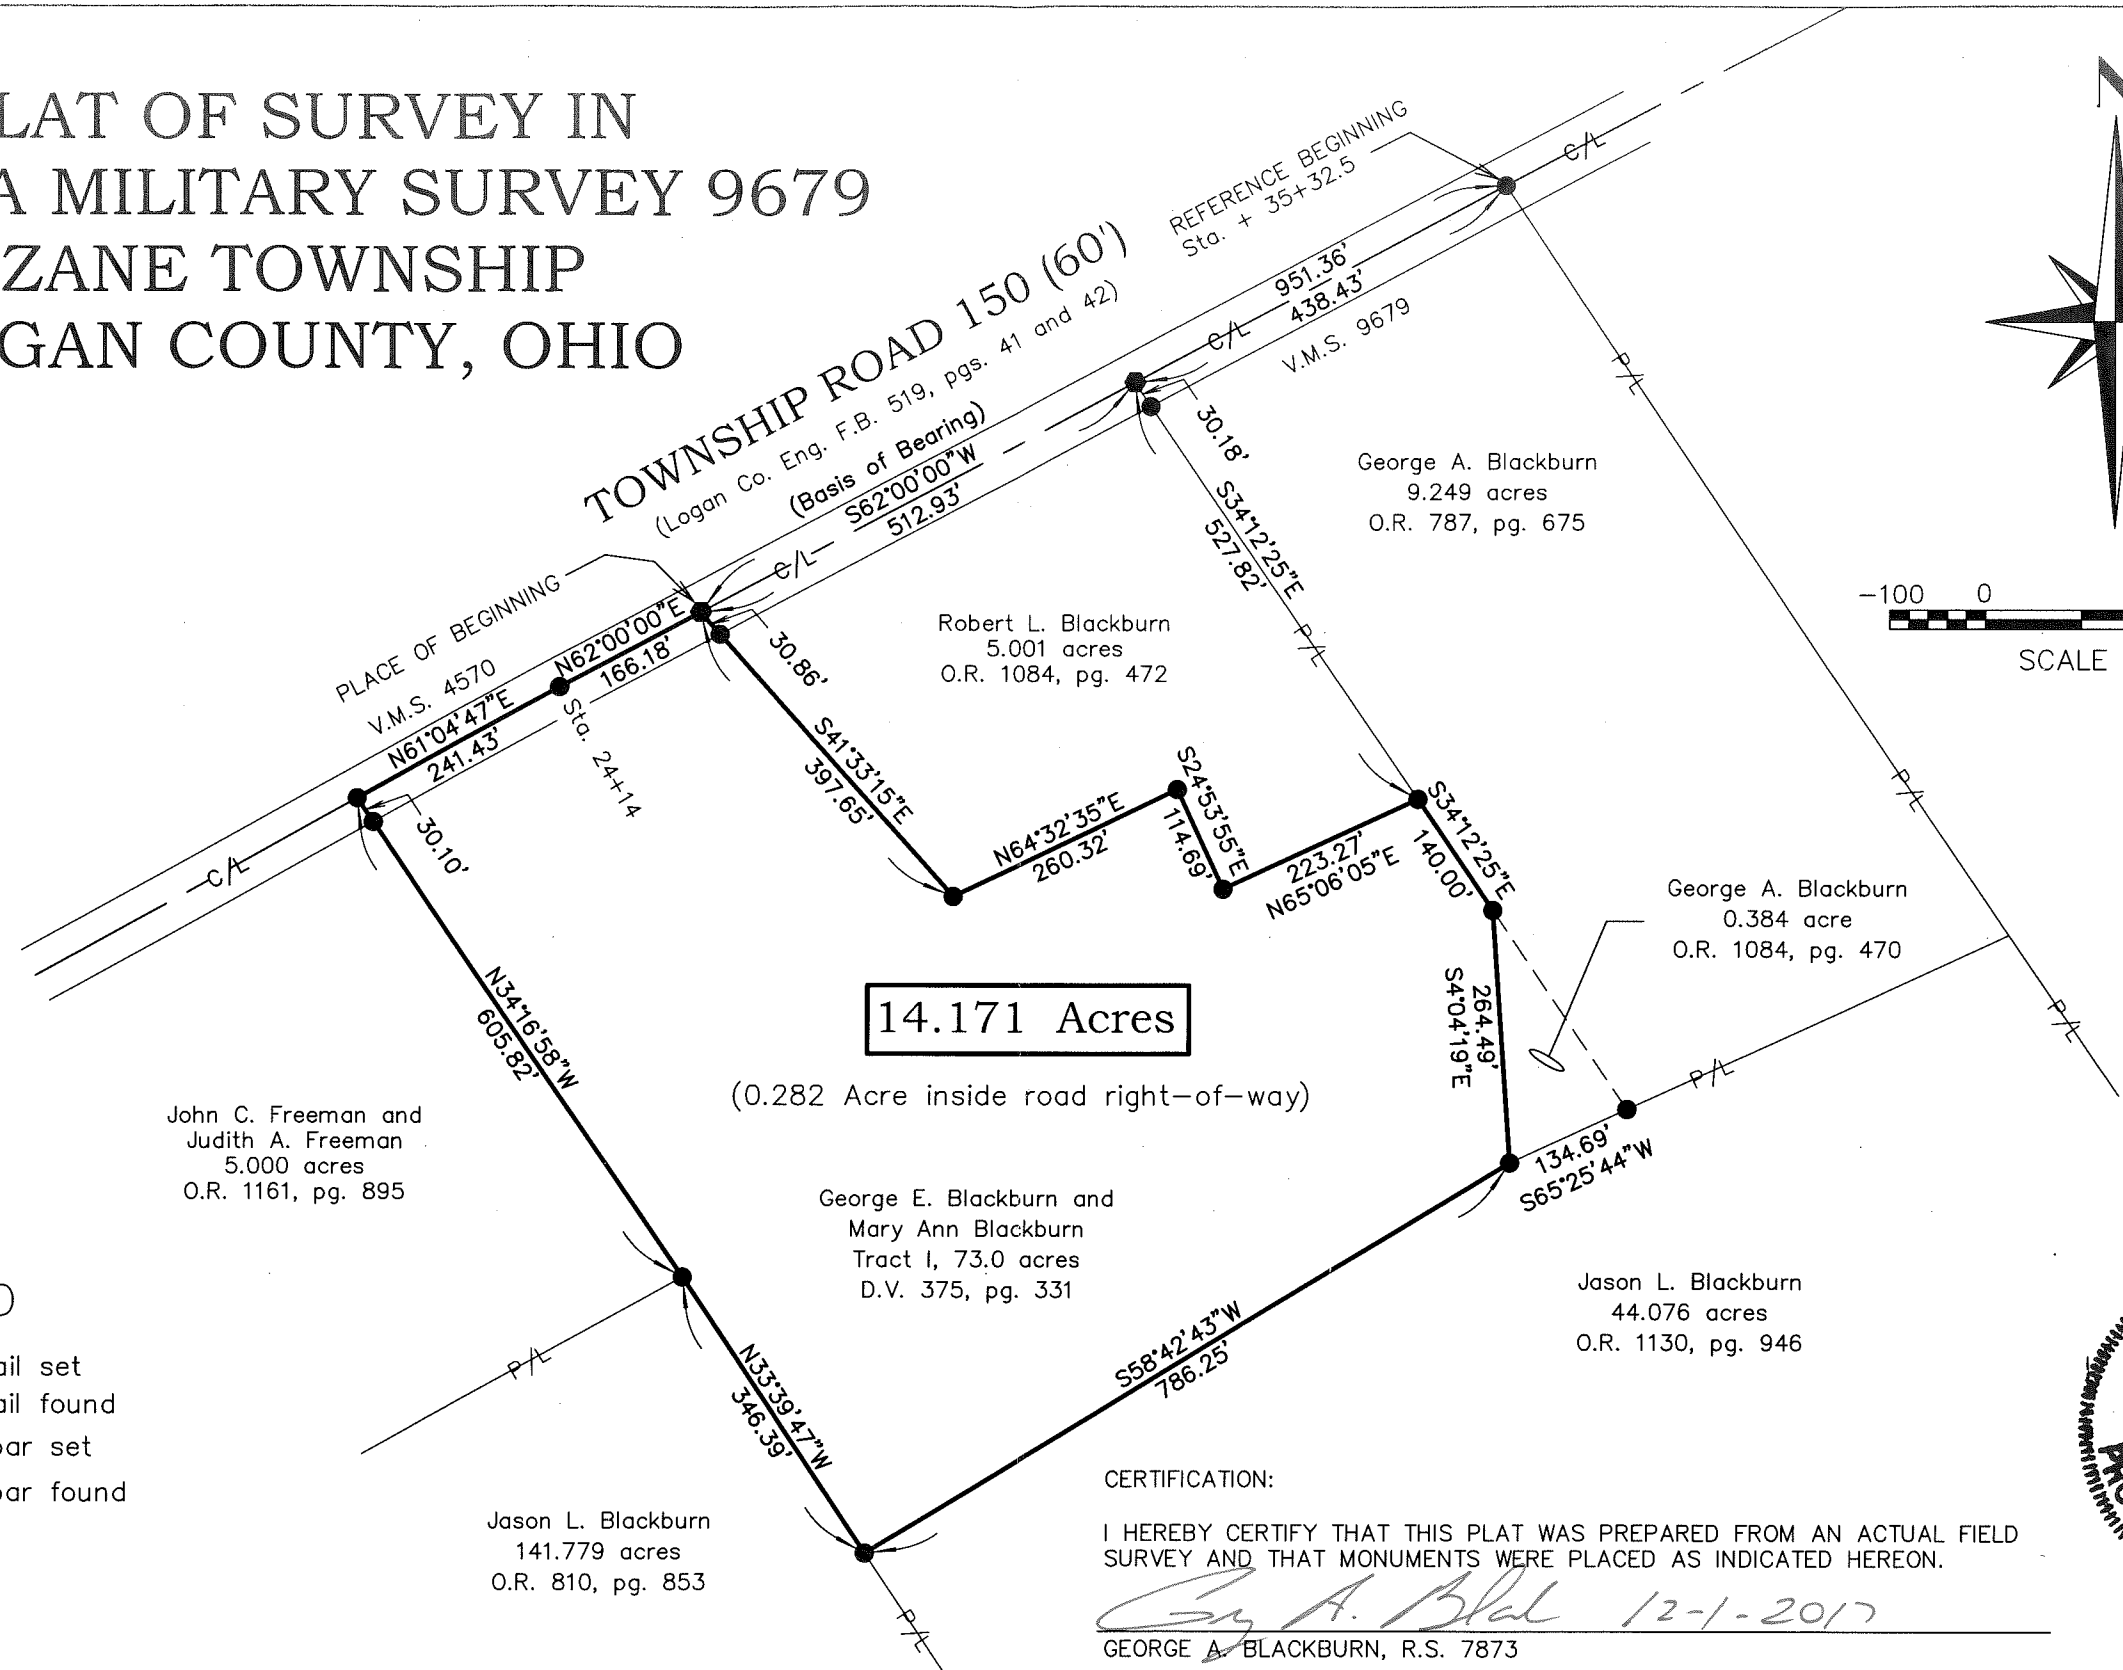 LAT OF SURVEY IN
A MILITARY SURVEY 9679
ZANE TOWNSHIP
GAN COUNTY, OHIO
REFERENCE BEGINNING
Sta. + 35+32.5
C/L
TOWNSHIP ROAD 150 (60')
(Logan Co. Eng. F.B. 519, pgs. 41 and 42)
(Basis of Bearing)
S62°00'00"W
512.93'
951.36'
438.43'
C/L
V.M.S. 9679
C/L
PLACE OF BEGINNING
V.M.S. 4570
N62°00'00"E
166.18'
N61°04'47"E
241.43'
Sta. 24+14
C/L
30.10'
30.86'
30.18'
S34°12'25"E
527.82'
P/L
P/L
P/L
P/L
George A. Blackburn
9.249 acres
O.R. 787, pg. 675
N
-100 0
SCALE
Robert L. Blackburn
5.001 acres
O.R. 1084, pg. 472
S41°33'15"E
397.65'
N64°32'35"E
260.32'
S24°53'55"E
114.69'
223.27'
N65°06'05"E
S34°12'25"E
140.00'
George A. Blackburn
0.384 acre
O.R. 1084, pg. 470
264.49'
S4°04'19"E
P/L
134.69'
S65°25'44"W
14.171 Acres
(0.282 Acre inside road right-of-way)
N34°16'58"W
605.82'
John C. Freeman and
Judith A. Freeman
5.000 acres
O.R. 1161, pg. 895
George E. Blackburn and
Mary Ann Blackburn
Tract I, 73.0 acres
D.V. 375, pg. 331
Jason L. Blackburn
44.076 acres
O.R. 1130, pg. 946
S58°42'43"W
786.25'
P/L
N33°39'47"W
346.39'
D
ail set
ail found
bar set
bar found
Jason L. Blackburn
141.779 acres
O.R. 810, pg. 853
P/L
CERTIFICATION:
I HEREBY CERTIFY THAT THIS PLAT WAS PREPARED FROM AN ACTUAL FIELD
SURVEY AND THAT MONUMENTS WERE PLACED AS INDICATED HEREON.
12-1-2017
GEORGE A. BLACKBURN, R.S. 7873